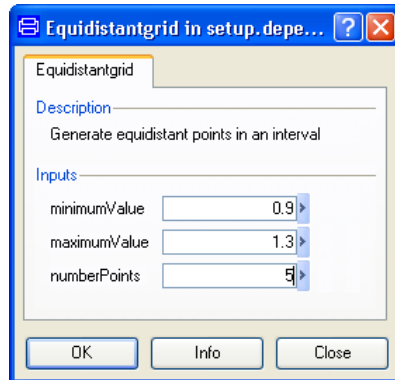 Equidistantgrid in setup.depe...
Equidistantgrid
Description
Generate equidistant points in an interval
Inputs
minimumValue 0.9
maximumValue 1.3
numberPoints 5
OK Info Close